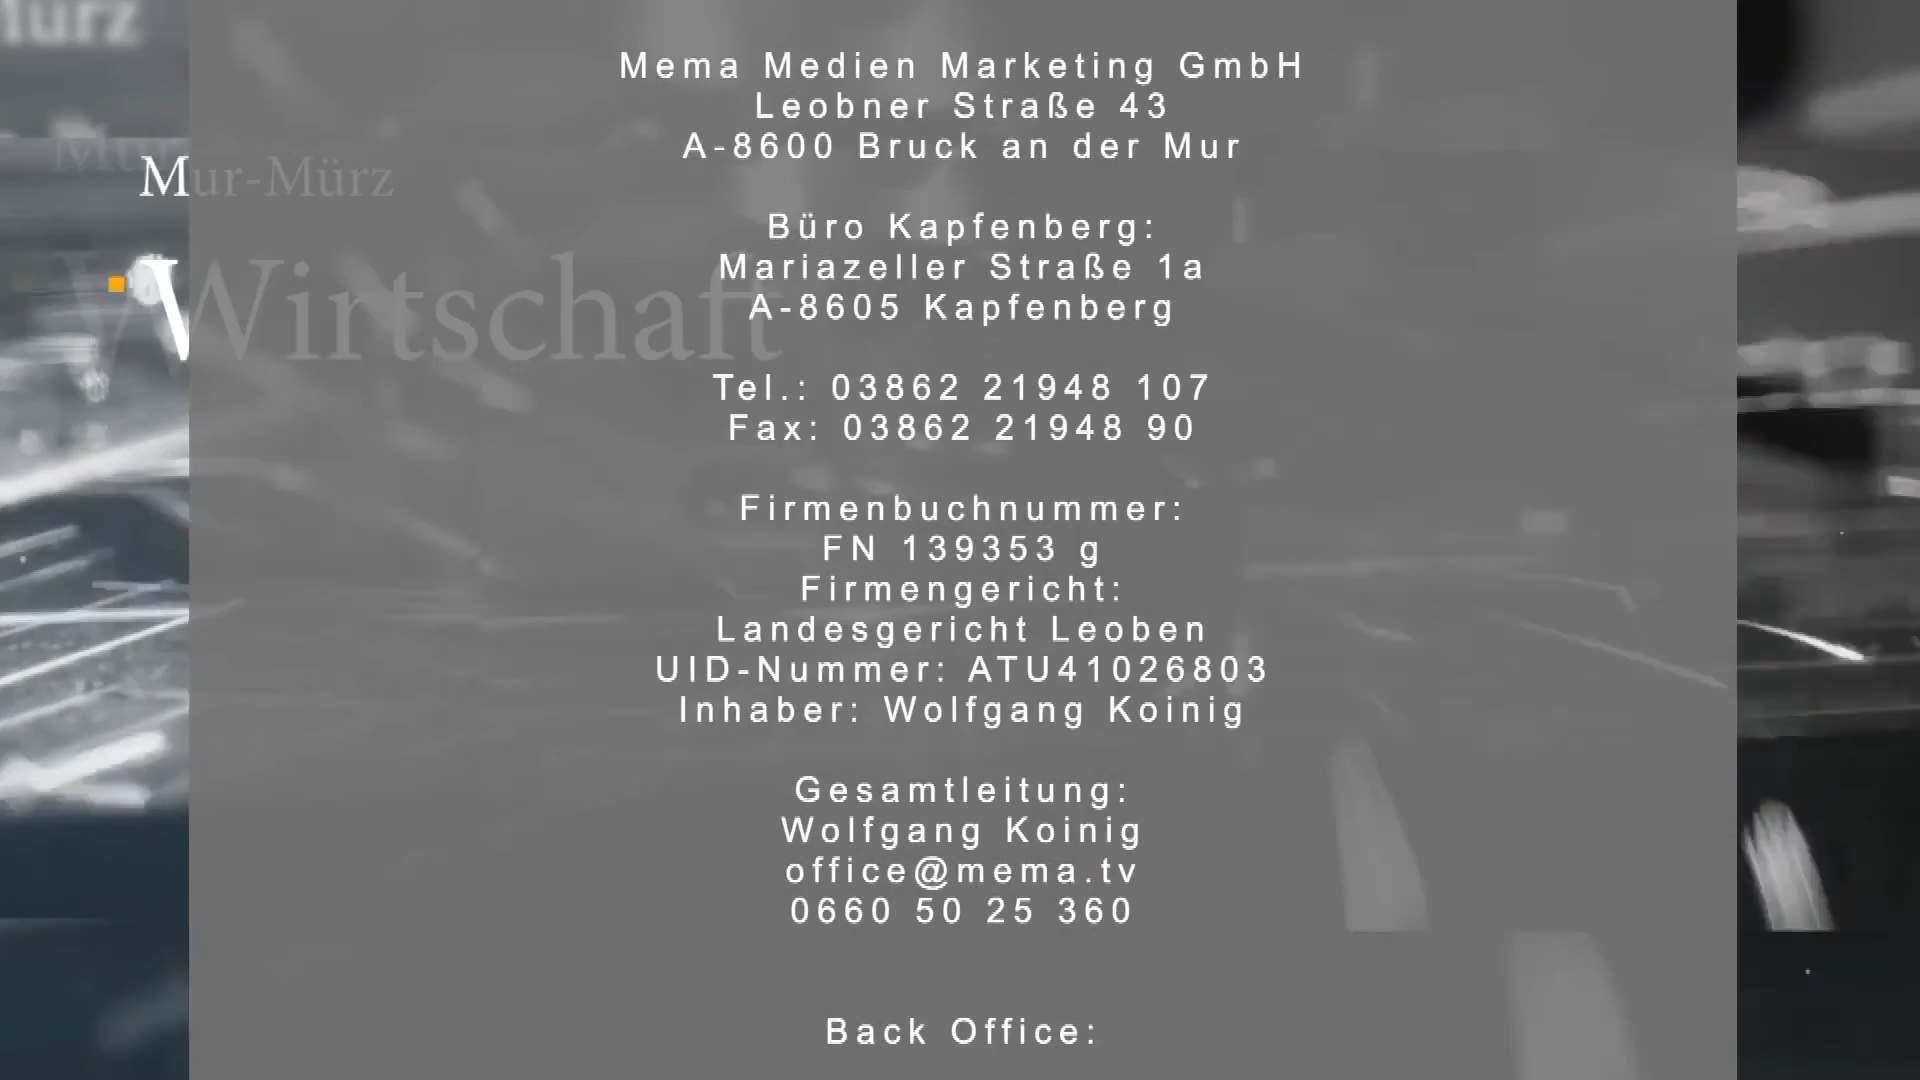 ürz
Mur-Mürz
Wirtschaft
Mema Medien Marketing GmbH
Leobner Straße 43
A-8600 Bruck an der Mur
Büro Kapfenberg:
Mariazeller Straße 1a
A-8605 Kapfenberg
Tel.: 03862 21948 107
Fax: 03862 21948 90
Firmenbuchnummer:
FN 139353 g
Firmengericht:
Landesgericht Leoben
UID-Nummer: ATU41026803
Inhaber: Wolfgang Koinig
Gesamtleitung:
Wolfgang Koinig
office@mema.tv
0660 50 25 360
Back Office: